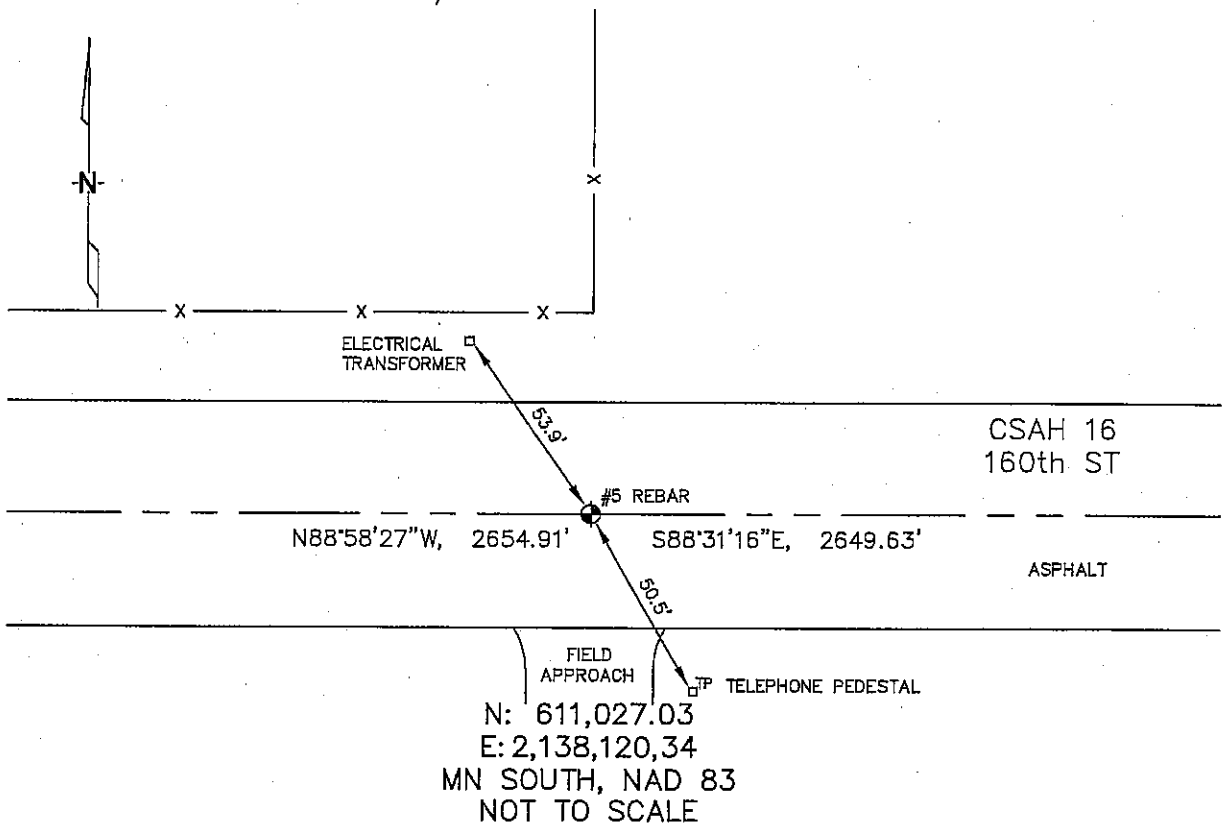 N
X
X X X
ELECTRICAL
TRANSFORMER
53.9'
CSAH 16
160th ST
#5 REBAR
N88°58'27"W, 2654.91' S88°31'16"E, 2649.63'
ASPHALT
50.5'
FIELD
APPROACH
TP TELEPHONE PEDESTAL
N: 611,027.03
E: 2,138,120,34
MN SOUTH, NAD 83
NOT TO SCALE